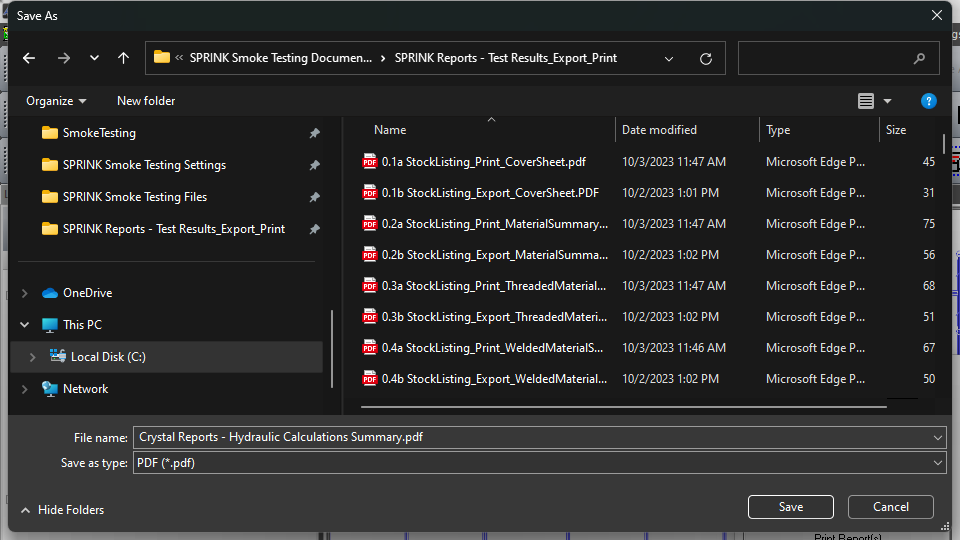 Save As
SPRINK Smoke Testing Documen... SPRINK Reports - Test Results_Export_Print
Organize New folder
SmokeTesting
SPRINK Smoke Testing Settings
SPRINK Smoke Testing Files
SPRINK Reports - Test Results_Export_Print
OneDrive
This PC
Local Disk (C:)
Network
Name Date modified Type Size
0.1a StockListing_Print_CoverSheet.pdf 10/3/2023 11:47 AM Microsoft Edge P... 45
0.1b StockListing_Export_CoverSheet.PDF 10/2/2023 1:01 PM Microsoft Edge P... 31
0.2a StockListing_Print_MaterialSummary... 10/3/2023 11:47 AM Microsoft Edge P... 75
0.2b StockListing_Export_MaterialSumma... 10/2/2023 1:02 PM Microsoft Edge P... 56
0.3a StockListing_Print_ThreadedMaterial... 10/3/2023 11:47 AM Microsoft Edge P... 68
0.3b StockListing_Export_ThreadedMateri... 10/2/2023 1:02 PM Microsoft Edge P... 51
0.4a StockListing_Print_WeldedMaterialS... 10/3/2023 11:46 AM Microsoft Edge P... 67
0.4b StockListing_Export_WeldedMaterial... 10/2/2023 1:02 PM Microsoft Edge P... 50
File name: Crystal Reports - Hydraulic Calculations Summary.pdf
Save as type: PDF (*.pdf)
Hide Folders Save Cancel
Print Report(s)